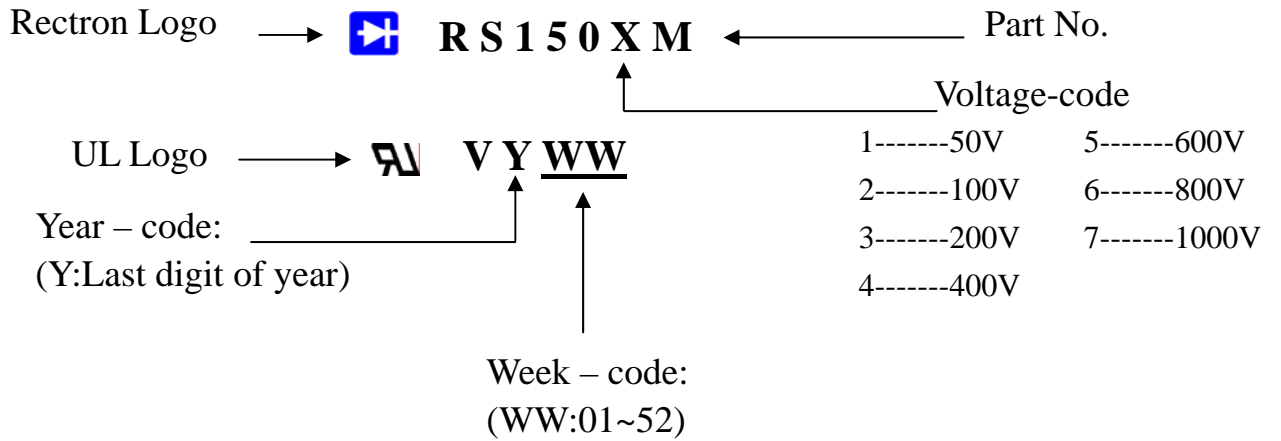 Rectron Logo
R S 1 5 0 X M
Part No.
Voltage-code
1-------50V 5-------600V
2-------100V 6-------800V
3-------200V 7-------1000V
4-------400V
UL Logo
V Y WW
Year – code:
(Y:Last digit of year)
Week – code:
(WW:01~52)